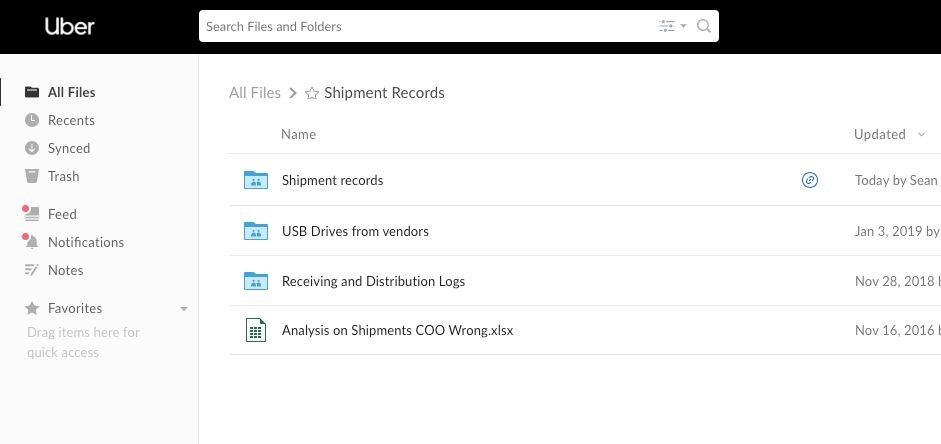 Uber
Search Files and Folders
All Files
Recents
Synced
Trash
Feed
Notifications
Notes
Favorites
Drag items here for
quick access
All Files > Shipment Records
Name Updated
Shipment records Today by Sean
USB Drives from vendors Jan 3, 2019 by
Receiving and Distribution Logs Nov 28, 2018 b
Analysis on Shipments COO Wrong.xlsx Nov 16, 2016 b